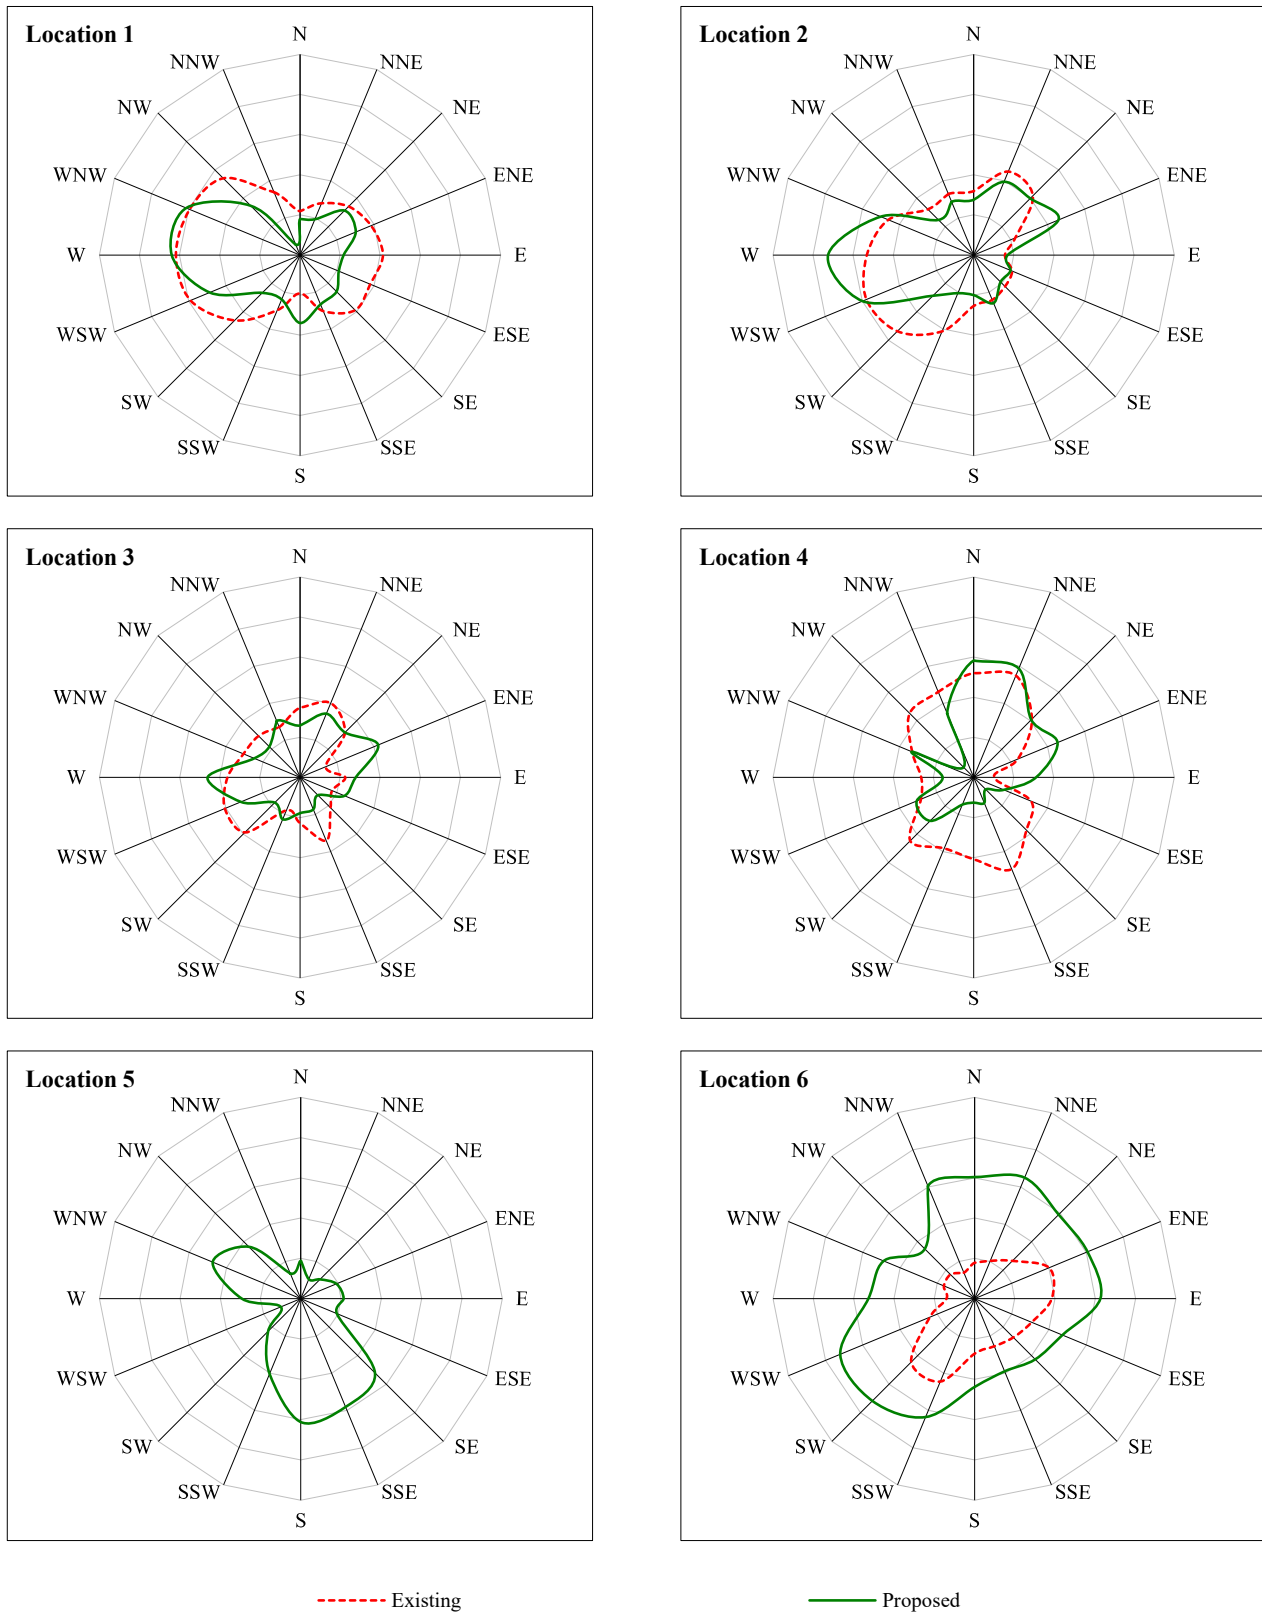 Location 1
N
NNW
NNE
NW
NE
WNW
ENE
W
E
WSW
ESE
SW
SE
SSW
SSE
S
Location 2
N
NNW
NNE
NW
NE
WNW
ENE
W
E
WSW
ESE
SW
SE
SSW
SSE
S
Location 3
N
NNW
NNE
NW
NE
WNW
ENE
W
E
WSW
ESE
SW
SE
SSW
SSE
S
Location 4
N
NNW
NNE
NW
NE
WNW
ENE
W
E
WSW
ESE
SW
SE
SSW
SSE
S
Location 5
N
NNW
NNE
NW
NE
WNW
ENE
W
E
WSW
ESE
SW
SE
SSW
SSE
S
Location 6
N
NNW
NNE
NW
NE
WNW
ENE
W
E
WSW
ESE
SW
SE
SSW
SSE
S
Existing
Proposed